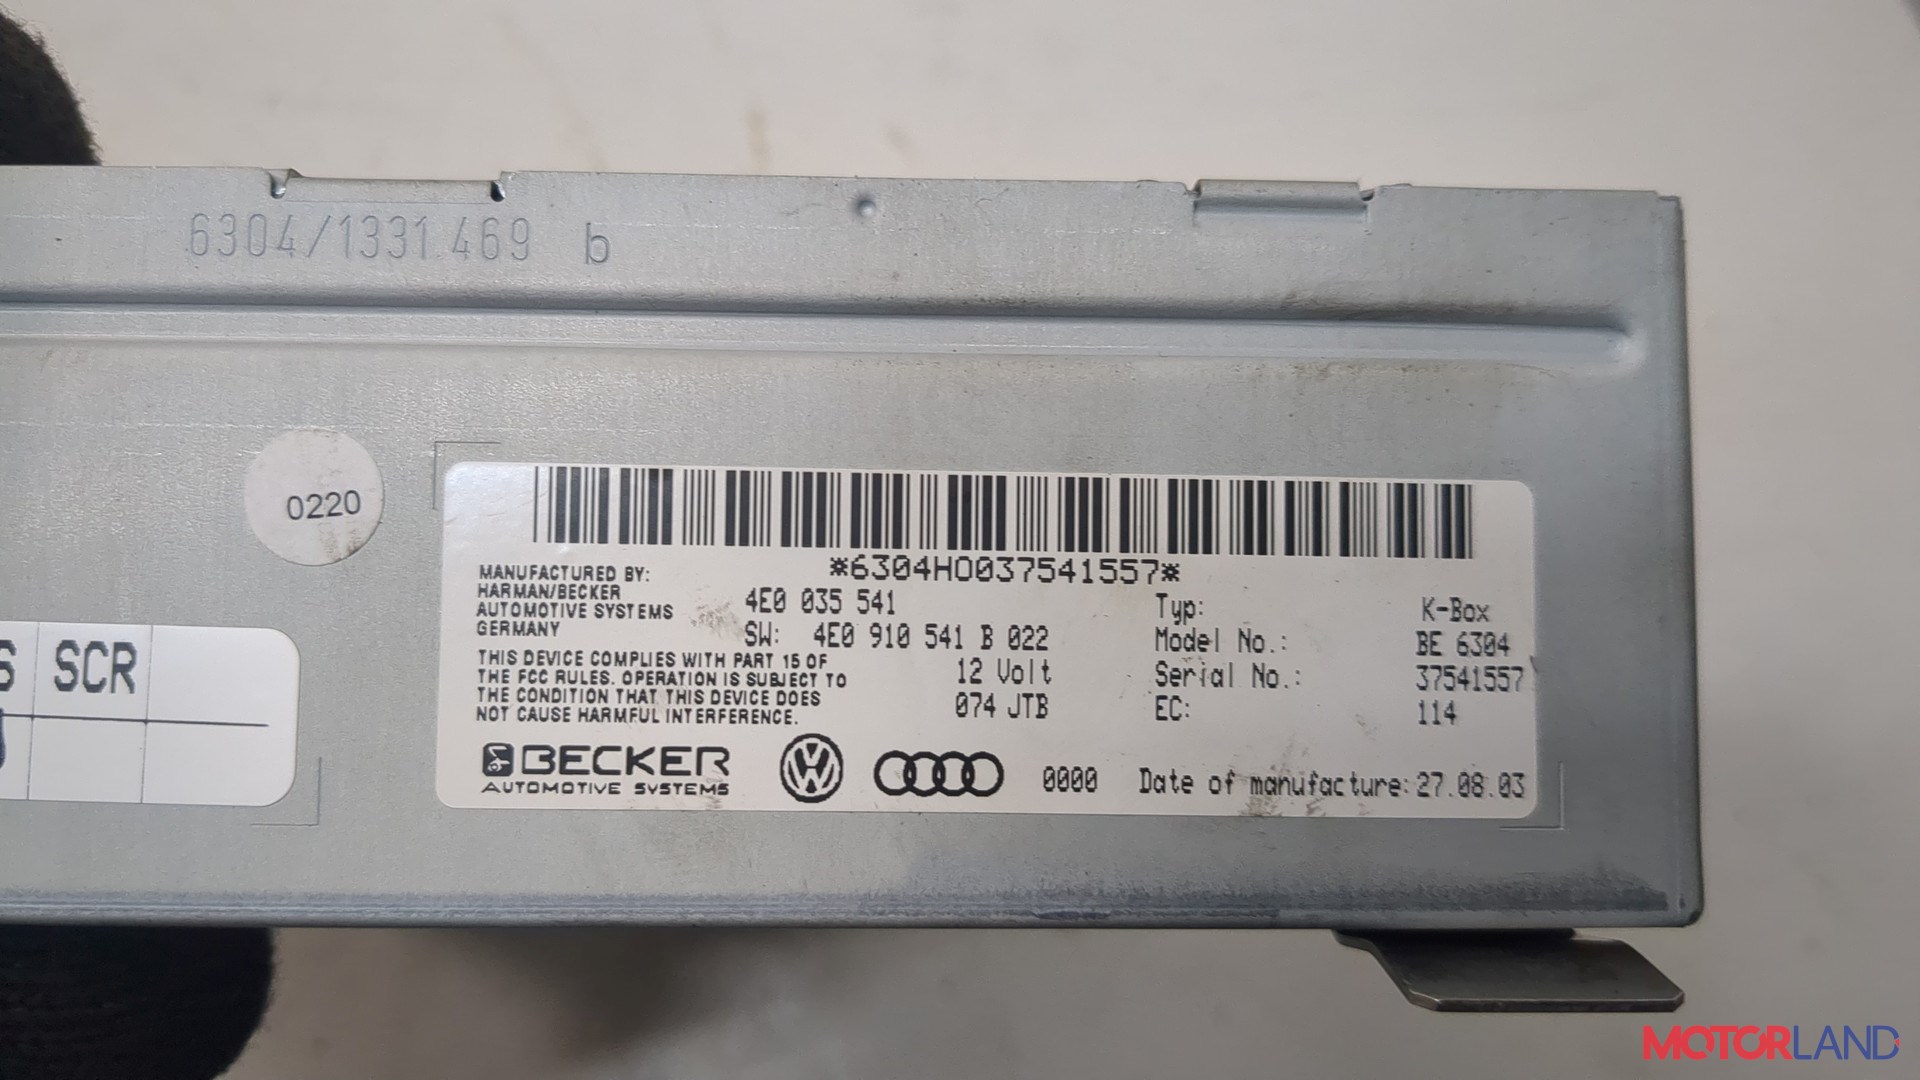 6304/1331 469 b
0220
*6304H0037541557*
MANUFACTURED BY:
HARMAN/BECKER
AUTOMOTIVE SYSTEMS
GERMANY
4E0 035 541
SW: 4E0 910 541 B 022
THIS DEVICE COMPLIES WITH PART 15 OF
THE FCC RULES. OPERATION IS SUBJECT TO
THE CONDITION THAT THIS DEVICE DOES
NOT CAUSE HARMFUL INTERFERENCE.
12 Volt
074 JTB
Typ: K-Box
Model No.: BE 6304
Serial No.: 37541557
EC: 114
SCR
BECKER
AUTOMOTIVE SYSTEMS
0000 Date of manufacture: 27.08.03
MOTORLAND